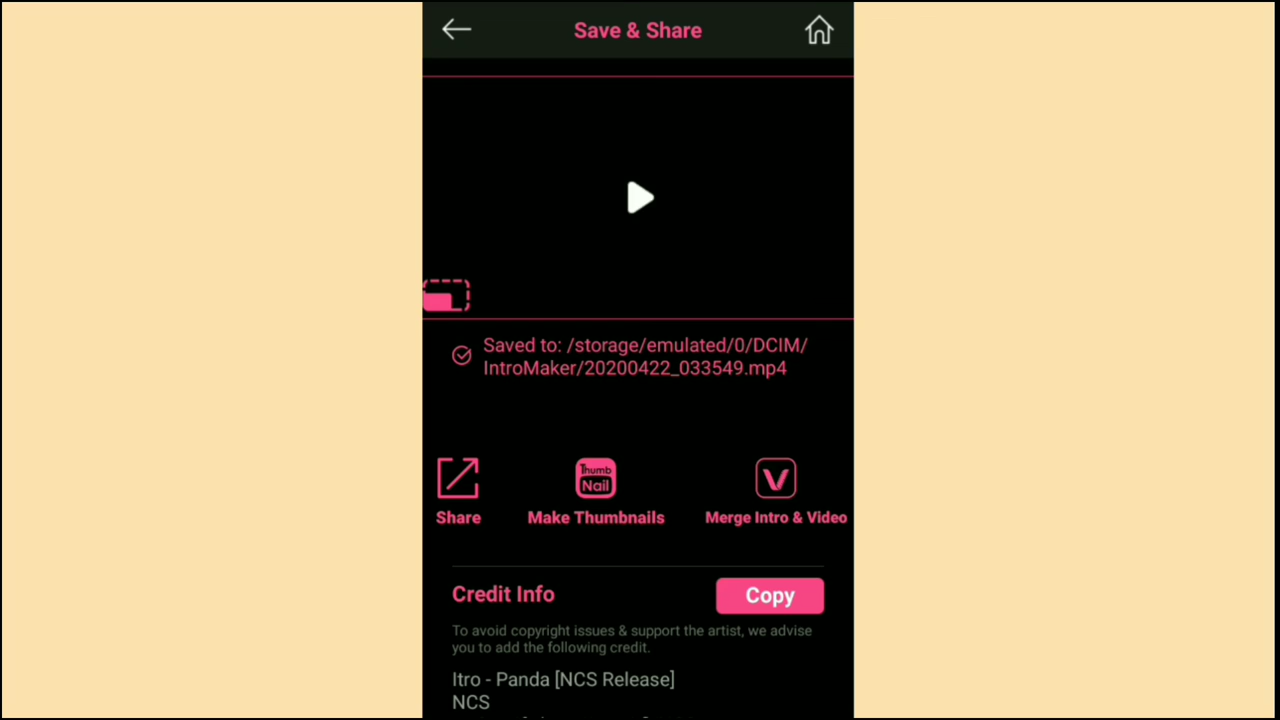 Save & Share
Saved to: /storage/emulated/0/DCIM/
IntroMaker/20200422_033549.mp4
Thumb
Nail
Share
Make Thumbnails
Merge Intro & Video
Credit Info
Copy
To avoid copyright issues & support the artist, we advise
you to add the following credit.
Itro - Panda [NCS Release]
NCS